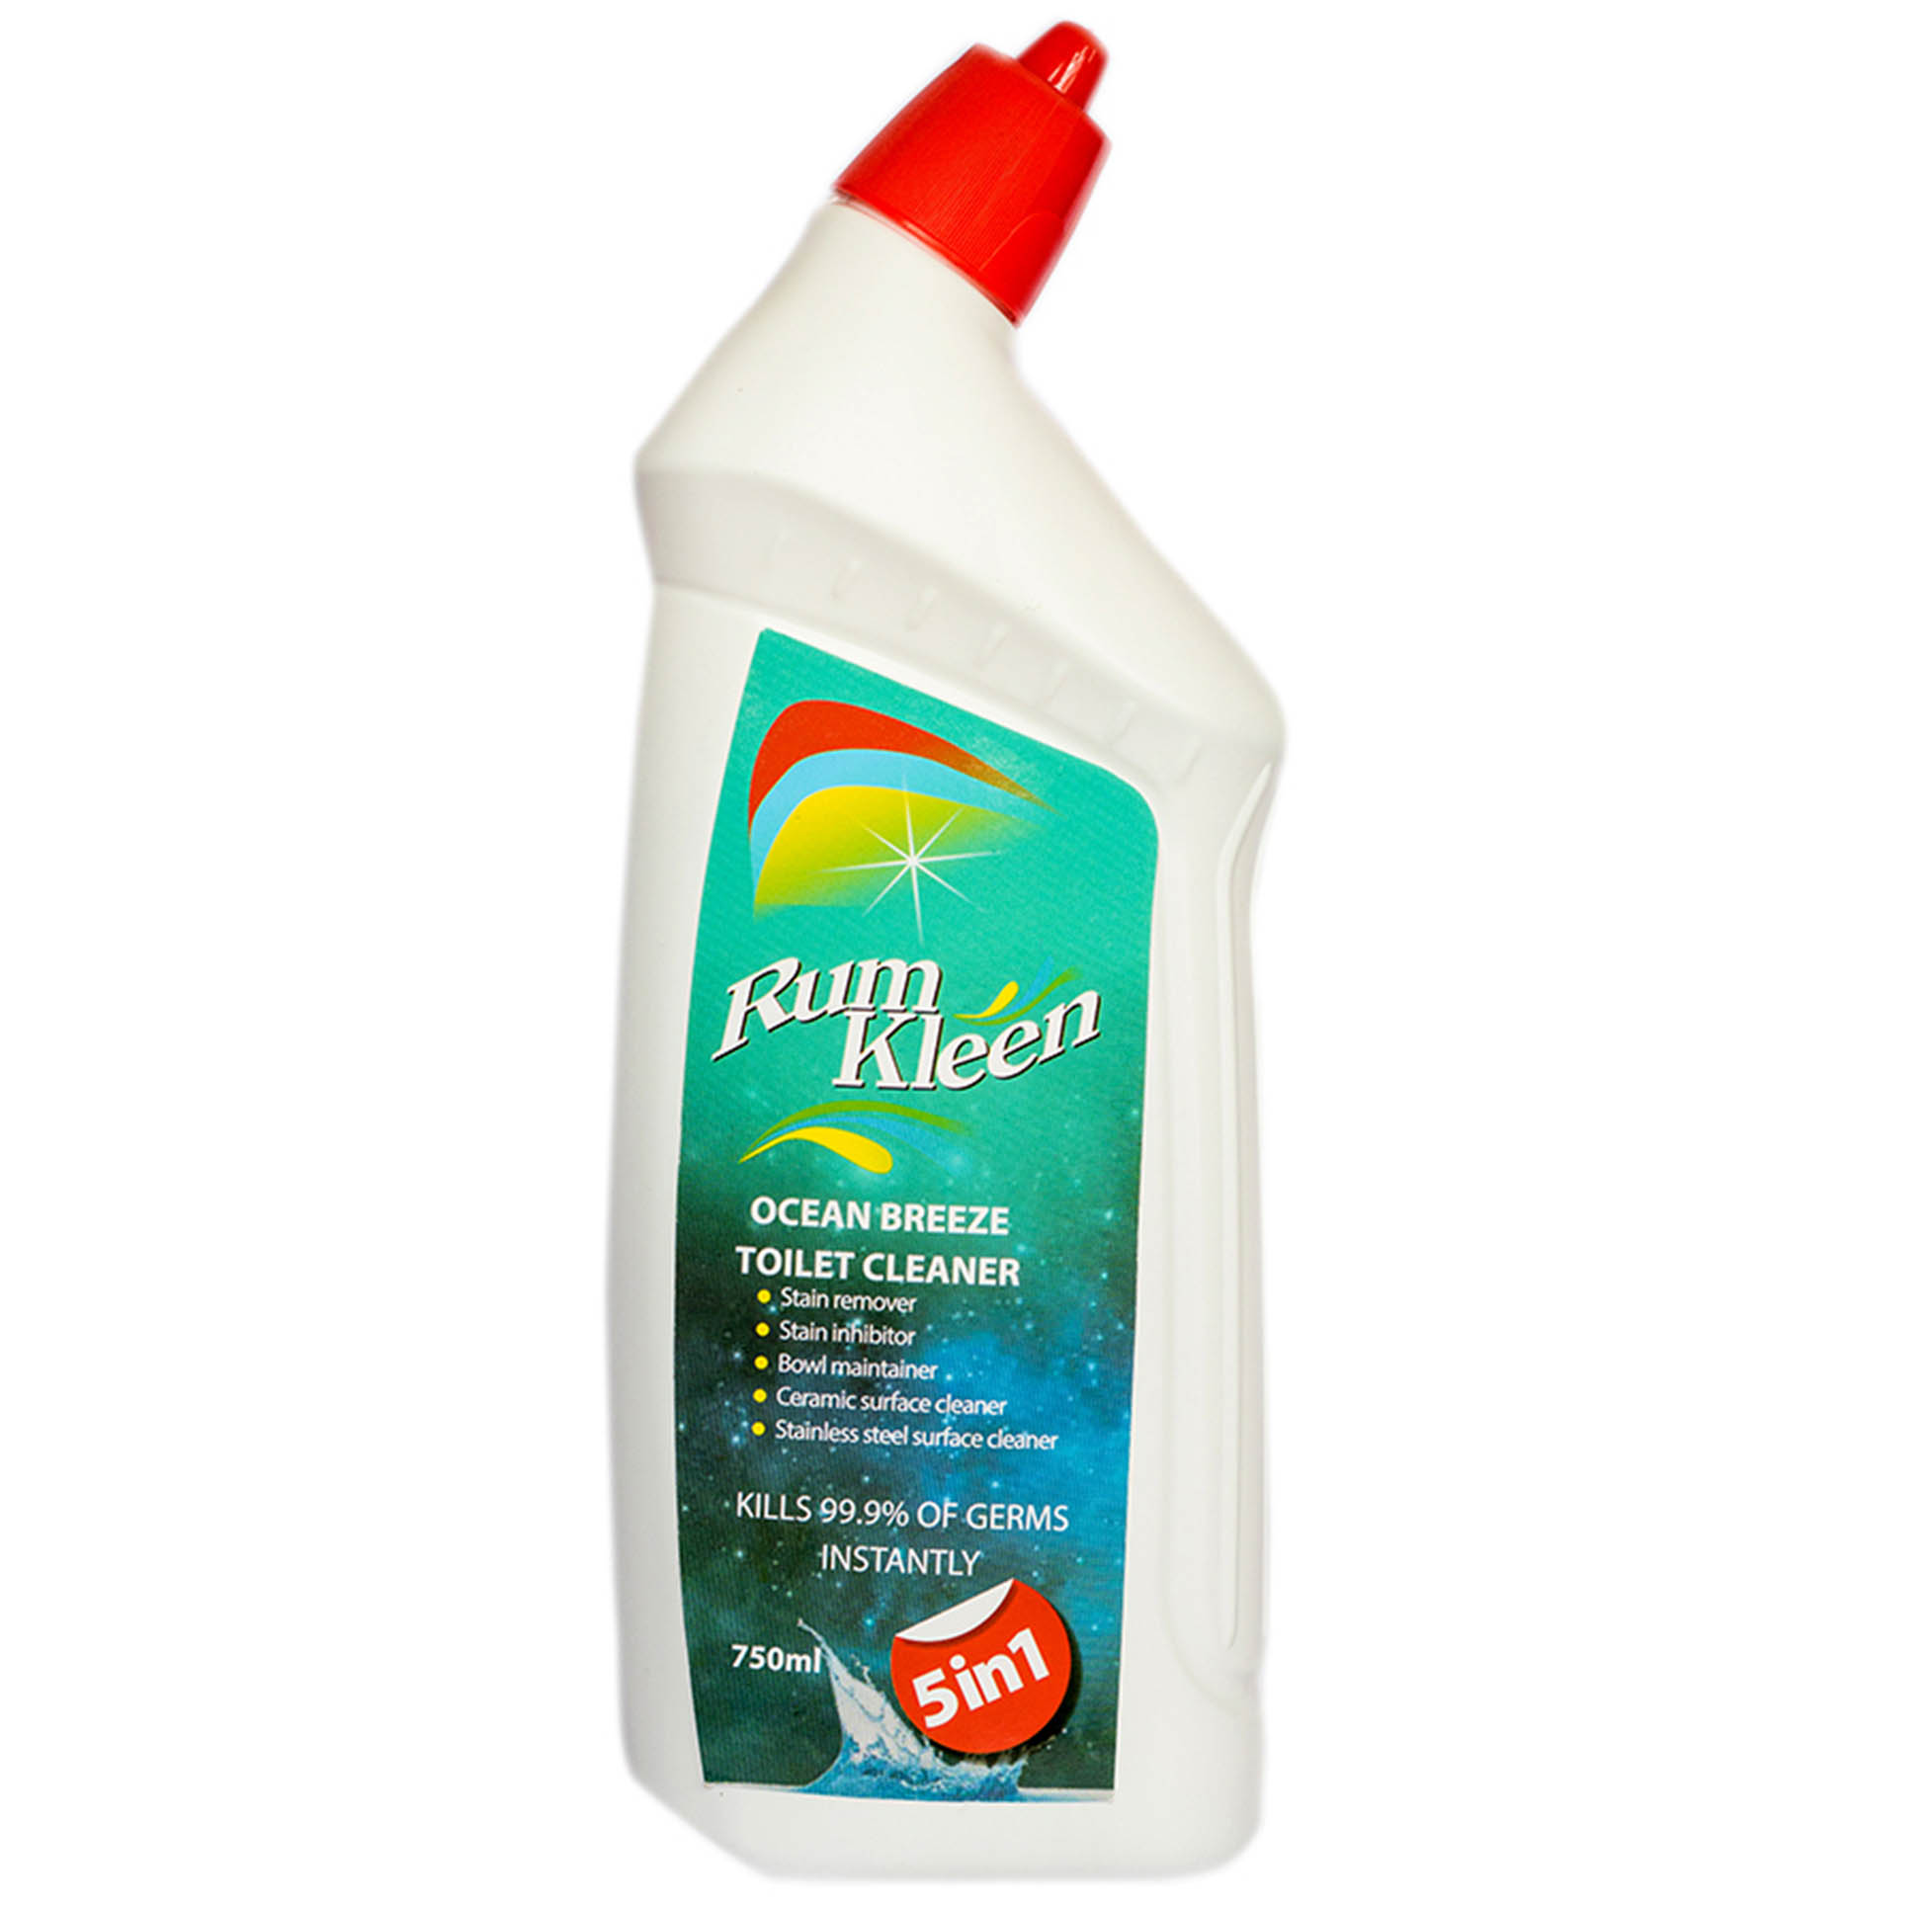 Rum
Kleen
OCEAN BREEZE
TOILET CLEANER
Stain remover
Stain inhibitor
Bowl maintainer
Ceramic surface cleaner
Stainless steel surface cleaner
KILLS 99.9% OF GERMS
INSTANTLY
750ml
5in1